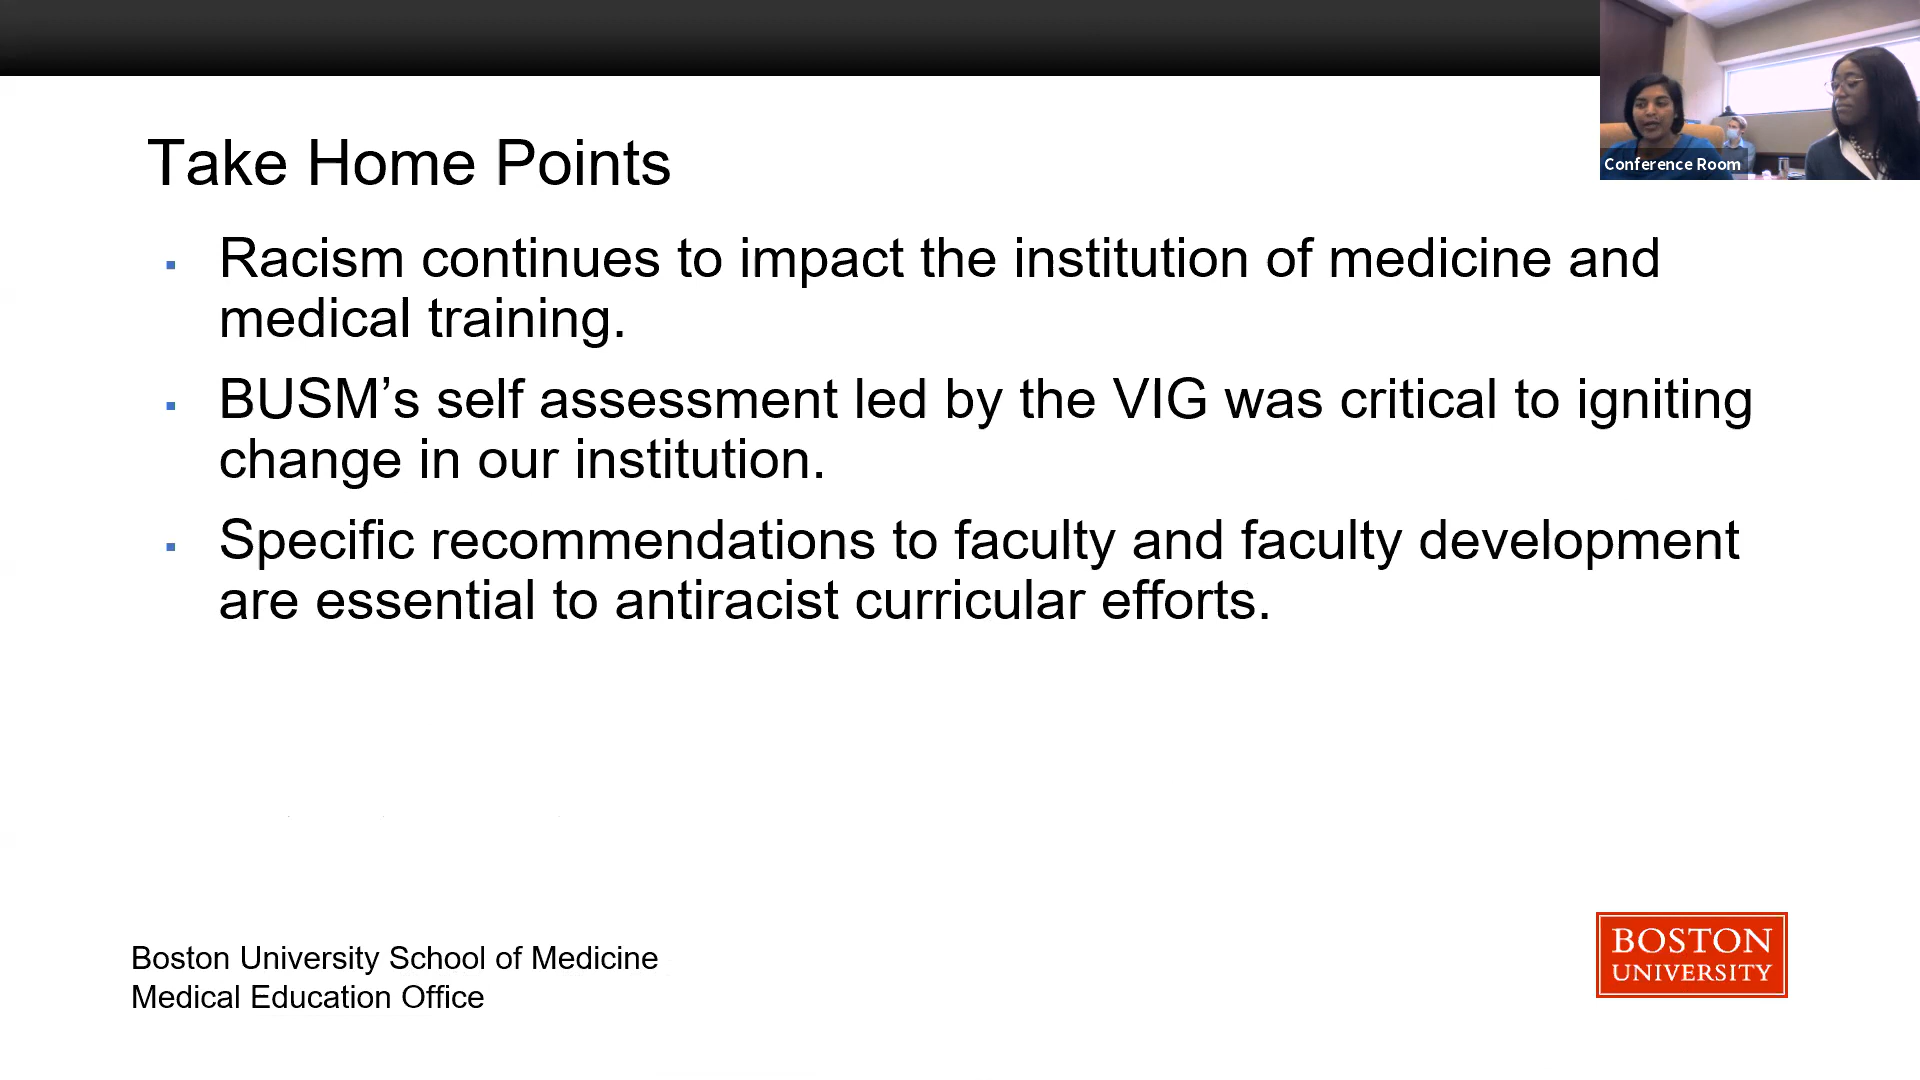 Conference Room
Take Home Points
▪ Racism continues to impact the institution of medicine and
medical training.
▪ BUSM’s self assessment led by the VIG was critical to igniting
change in our institution.
▪ Specific recommendations to faculty and faculty development
are essential to antiracist curricular efforts.
Boston University School of Medicine
Medical Education Office
BOSTON
UNIVERSITY